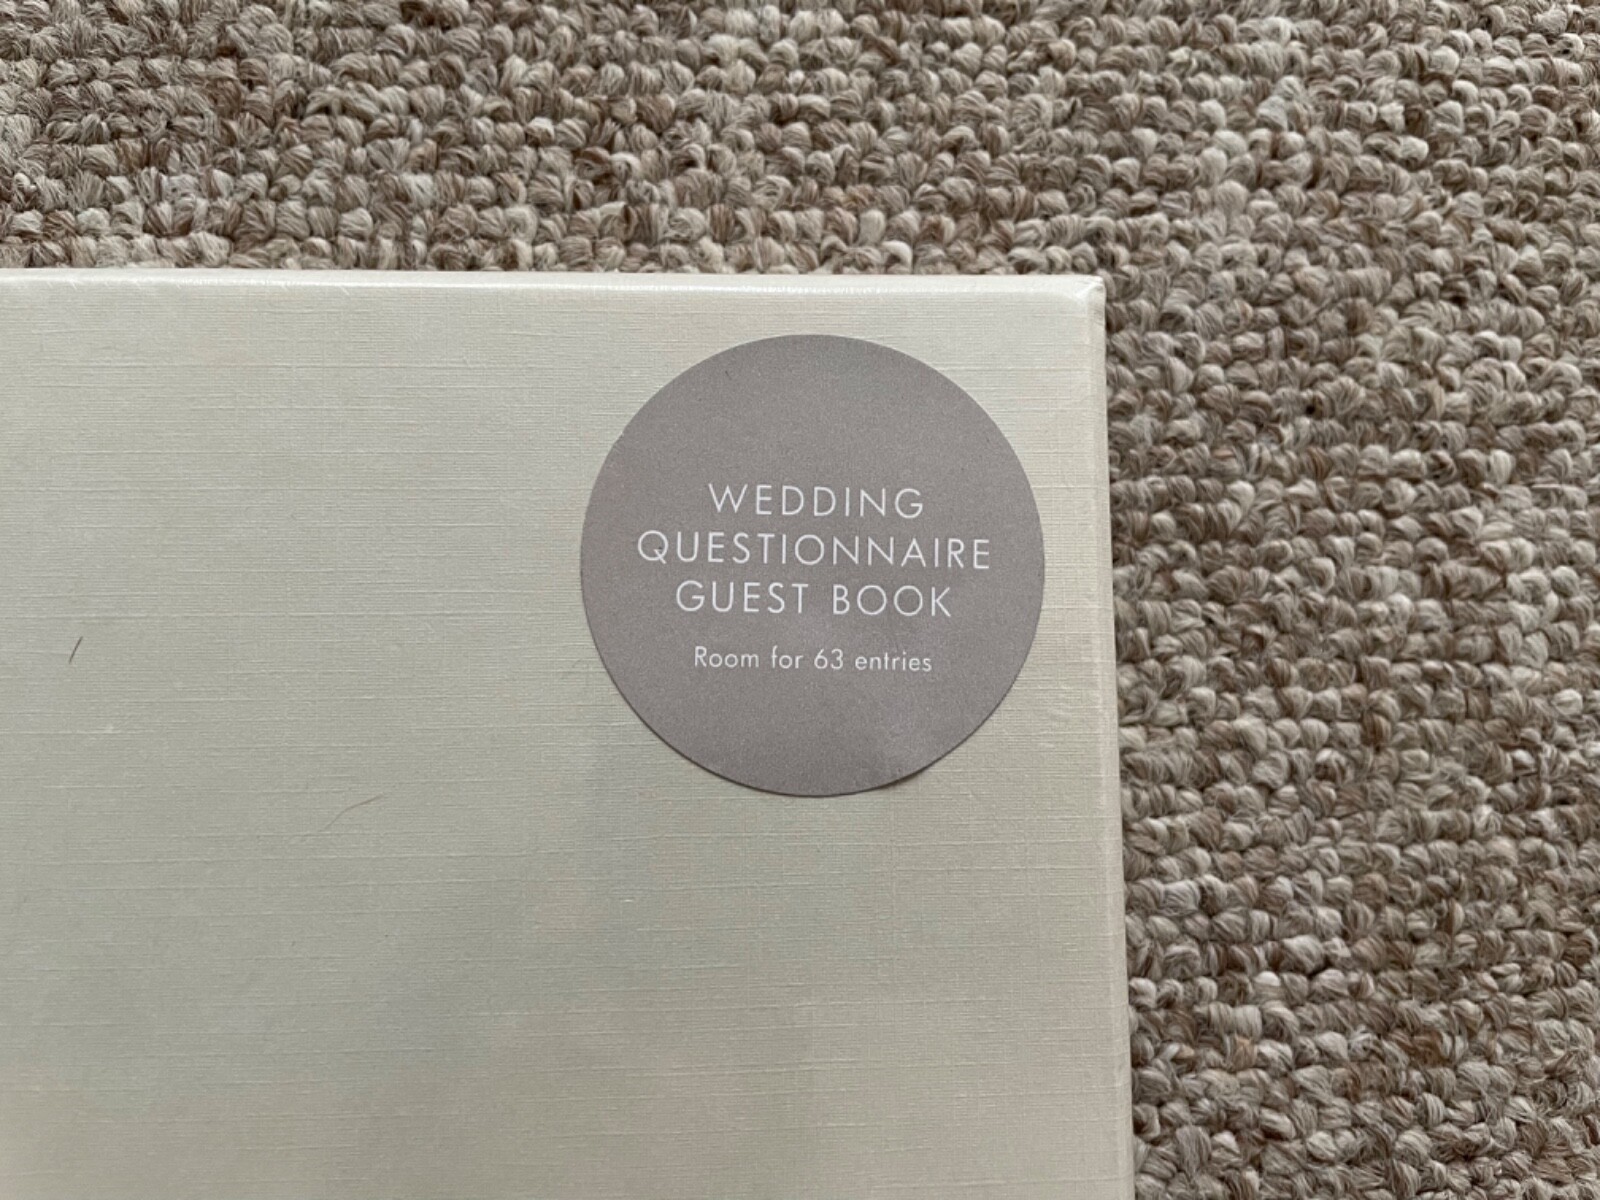 WEDDING
QUESTIONNAIRE
GUEST BOOK
Room for 63 entries